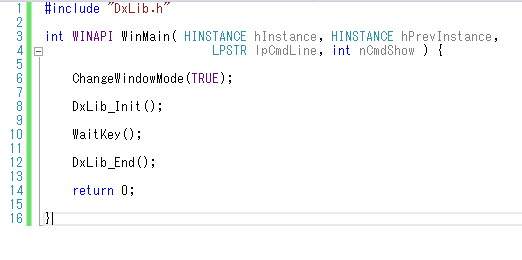 1 #include "DxLib.h"
2
3 int WINAPI WinMain( HINSTANCE hInstance, HINSTANCE hPrevInstance,
4 LPSTR lpCmdLine, int nCmdShow ) {
5
6 ChangeWindowMode(TRUE);
7
8 DxLib_Init();
9
10 WaitKey();
11
12 DxLib_End();
13
14 return 0;
15
16 }